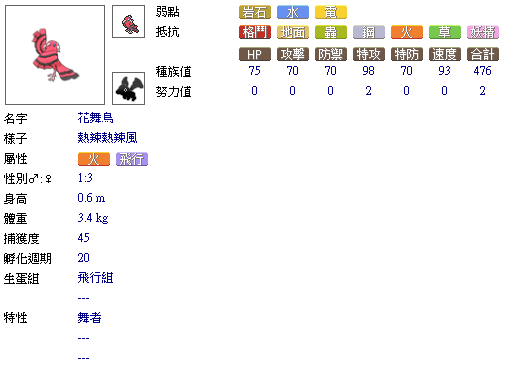 弱點 岩石 水 電
抵抗 格鬥 地面 蟲 鋼 火 草 妖精
HP 攻擊 防禦 特攻 特防 速度 合計
種族值 75 70 70 98 70 93 476
努力值 0 0 0 2 0 0 2
名字 花舞鳥
樣子 熱辣熱辣風
屬性 火 飛行
性別♂:♀ 1:3
身高 0.6 m
體重 3.4 kg
捕獲度 45
孵化週期 20
生蛋組 飛行組
---
特性 舞者
---
---